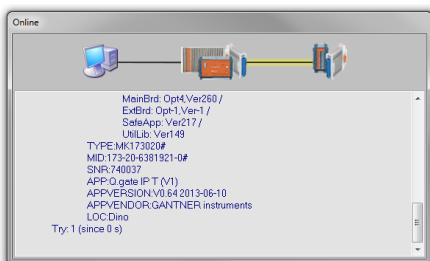 Online
MainBrd: Opt4,Ver260 /
ExtBrd: Opt-1,Ver-1 /
SafeApp: Ver217 /
UtilLib: Ver149
TYPE:MK173020#
MID:173-20-6381921-0#
SNR:740037
APP:Q.gate IP T (V1)
APPVERSION:V0.64 2013-06-10
APPVENDOR:GANTNER instruments
LOC:Dino
Try: 1 (since 0 s)